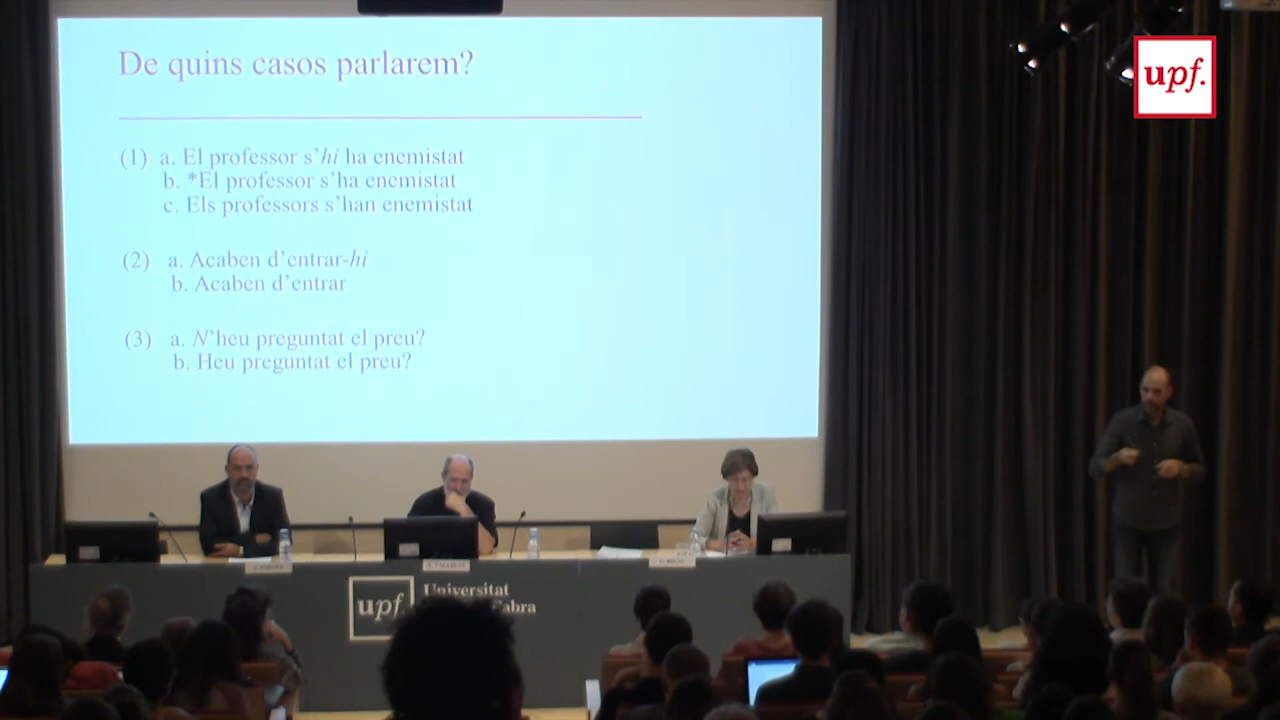 De quins casos parlarem?
(1) a. El professor s'hi ha enemistat
b. *El professor s'ha enemistat
c. Els professors s'han enemistat
(2) a. Acaben d'entrar-hi
b. Acaben d'entrar
(3) a. N'heu preguntat el preu?
b. Heu preguntat el preu?
upf.
upf.
Universitat